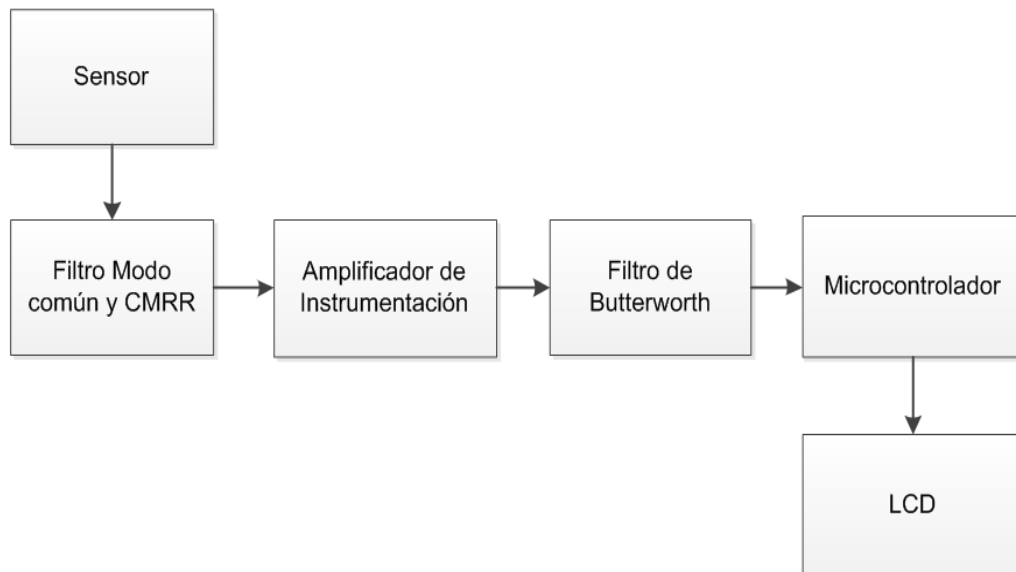 Sensor
Filtro Modo
común y CMRR
Amplificador de
Instrumentación
Filtro de
Butterworth
Microcontrolador
LCD